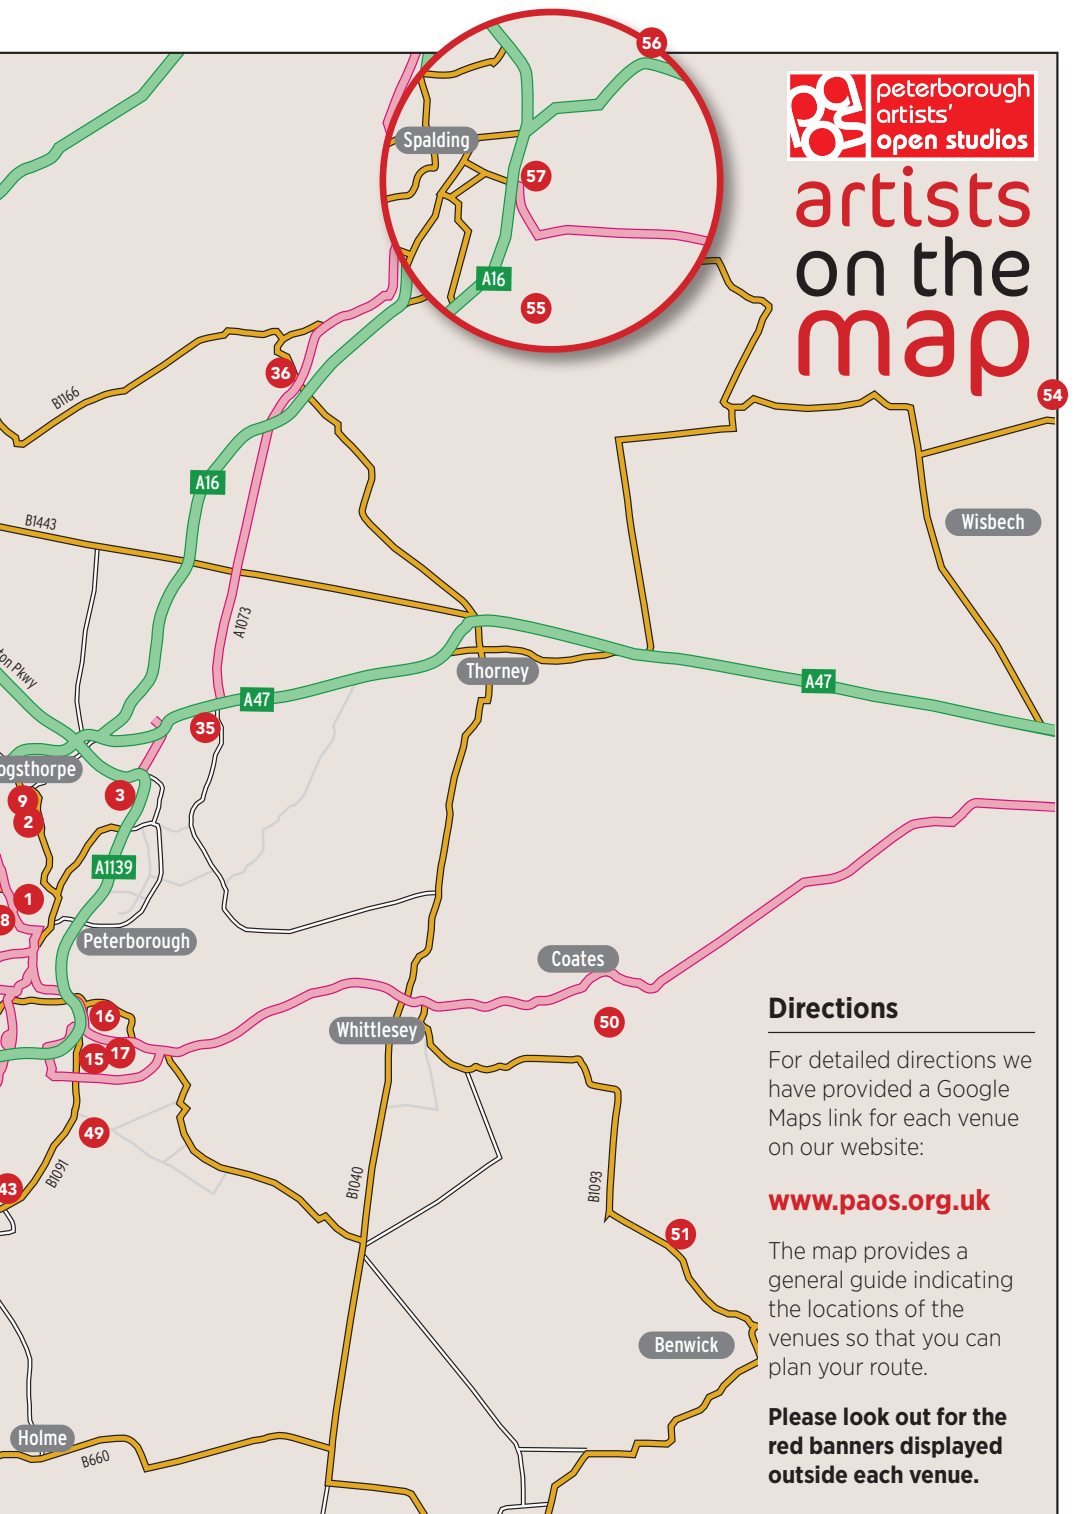 56
peterborough
artists'
open studios
artists
on the
map
Spalding
57
A16
55
36
B1166
54
A16
B1443
Wisbech
A1073
ton Pkwy
Thorney
A47
A47
35
ogsthorpe
3
9
2
A1139
1
8
Peterborough
Coates
16
Whittlesey
50
15
17
49
B1091
43
B1040
B1093
51
Benwick
Holme
B660
Directions
For detailed directions we
have provided a Google
Maps link for each venue
on our website:
www.paos.org.uk
The map provides a
general guide indicating
the locations of the
venues so that you can
plan your route.
Please look out for the
red banners displayed
outside each venue.